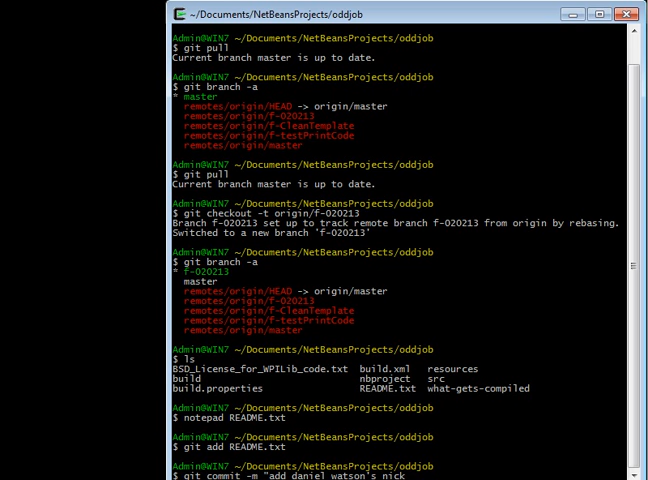 ~/Documents/NetBeansProjects/oddjob
Admin@WIN7 ~/Documents/NetBeansProjects/oddjob
$ git pull
Current branch master is up to date.
Admin@WIN7 ~/Documents/NetBeansProjects/oddjob
$ git branch -a
* master
remotes/origin/HEAD -> origin/master
remotes/origin/f-020213
remotes/origin/f-CleanTemplate
remotes/origin/f-testPrintCode
remotes/origin/master
Admin@WIN7 ~/Documents/NetBeansProjects/oddjob
$ git pull
Current branch master is up to date.
Admin@WIN7 ~/Documents/NetBeansProjects/oddjob
$ git checkout -t origin/f-020213
Branch f-020213 set up to track remote branch f-020213 from origin by rebasing.
Switched to a new branch 'f-020213'
Admin@WIN7 ~/Documents/NetBeansProjects/oddjob
$ git branch -a
* f-020213
master
remotes/origin/HEAD -> origin/master
remotes/origin/f-020213
remotes/origin/f-CleanTemplate
remotes/origin/f-testPrintCode
remotes/origin/master
Admin@WIN7 ~/Documents/NetBeansProjects/oddjob
$ ls
BSD_License_for_WPILib_code.txt build.xml resources
build nbproject src
build.properties README.txt what-gets-compiled
Admin@WIN7 ~/Documents/NetBeansProjects/oddjob
$ notepad README.txt
Admin@WIN7 ~/Documents/NetBeansProjects/oddjob
$ git add README.txt
Admin@WIN7 ~/Documents/NetBeansProjects/oddjob
$ git commit -m "add daniel watson's nick